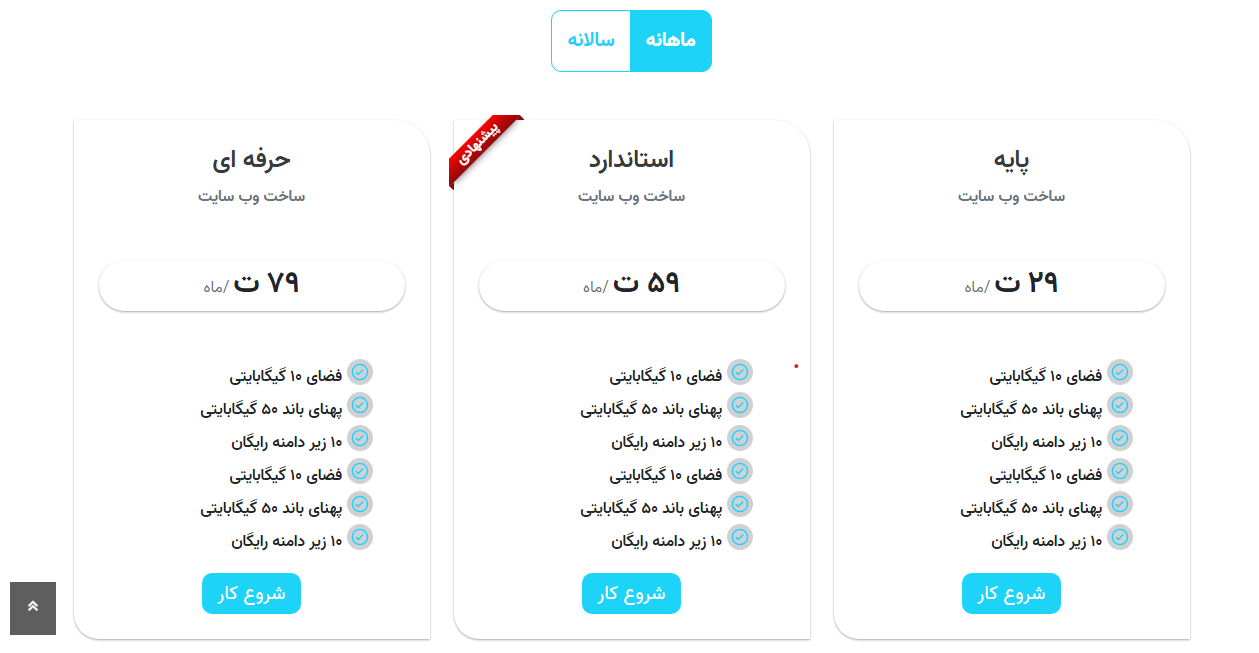 ماهانه
سالانه
پایه
ساخت وب سایت
۲۹ ت /ماه
فضای ۱۰ گیگابایتی
پهنای باند ۵۰ گیگابایتی
۱۰ زیر دامنه رایگان
فضای ۱۰ گیگابایتی
پهنای باند ۵۰ گیگابایتی
۱۰ زیر دامنه رایگان
شروع کار
پیشنهادی
استاندارد
ساخت وب سایت
۵۹ ت /ماه
فضای ۱۰ گیگابایتی
پهنای باند ۵۰ گیگابایتی
۱۰ زیر دامنه رایگان
فضای ۱۰ گیگابایتی
پهنای باند ۵۰ گیگابایتی
۱۰ زیر دامنه رایگان
شروع کار
حرفه ای
ساخت وب سایت
۷۹ ت /ماه
فضای ۱۰ گیگابایتی
پهنای باند ۵۰ گیگابایتی
۱۰ زیر دامنه رایگان
فضای ۱۰ گیگابایتی
پهنای باند ۵۰ گیگابایتی
۱۰ زیر دامنه رایگان
شروع کار